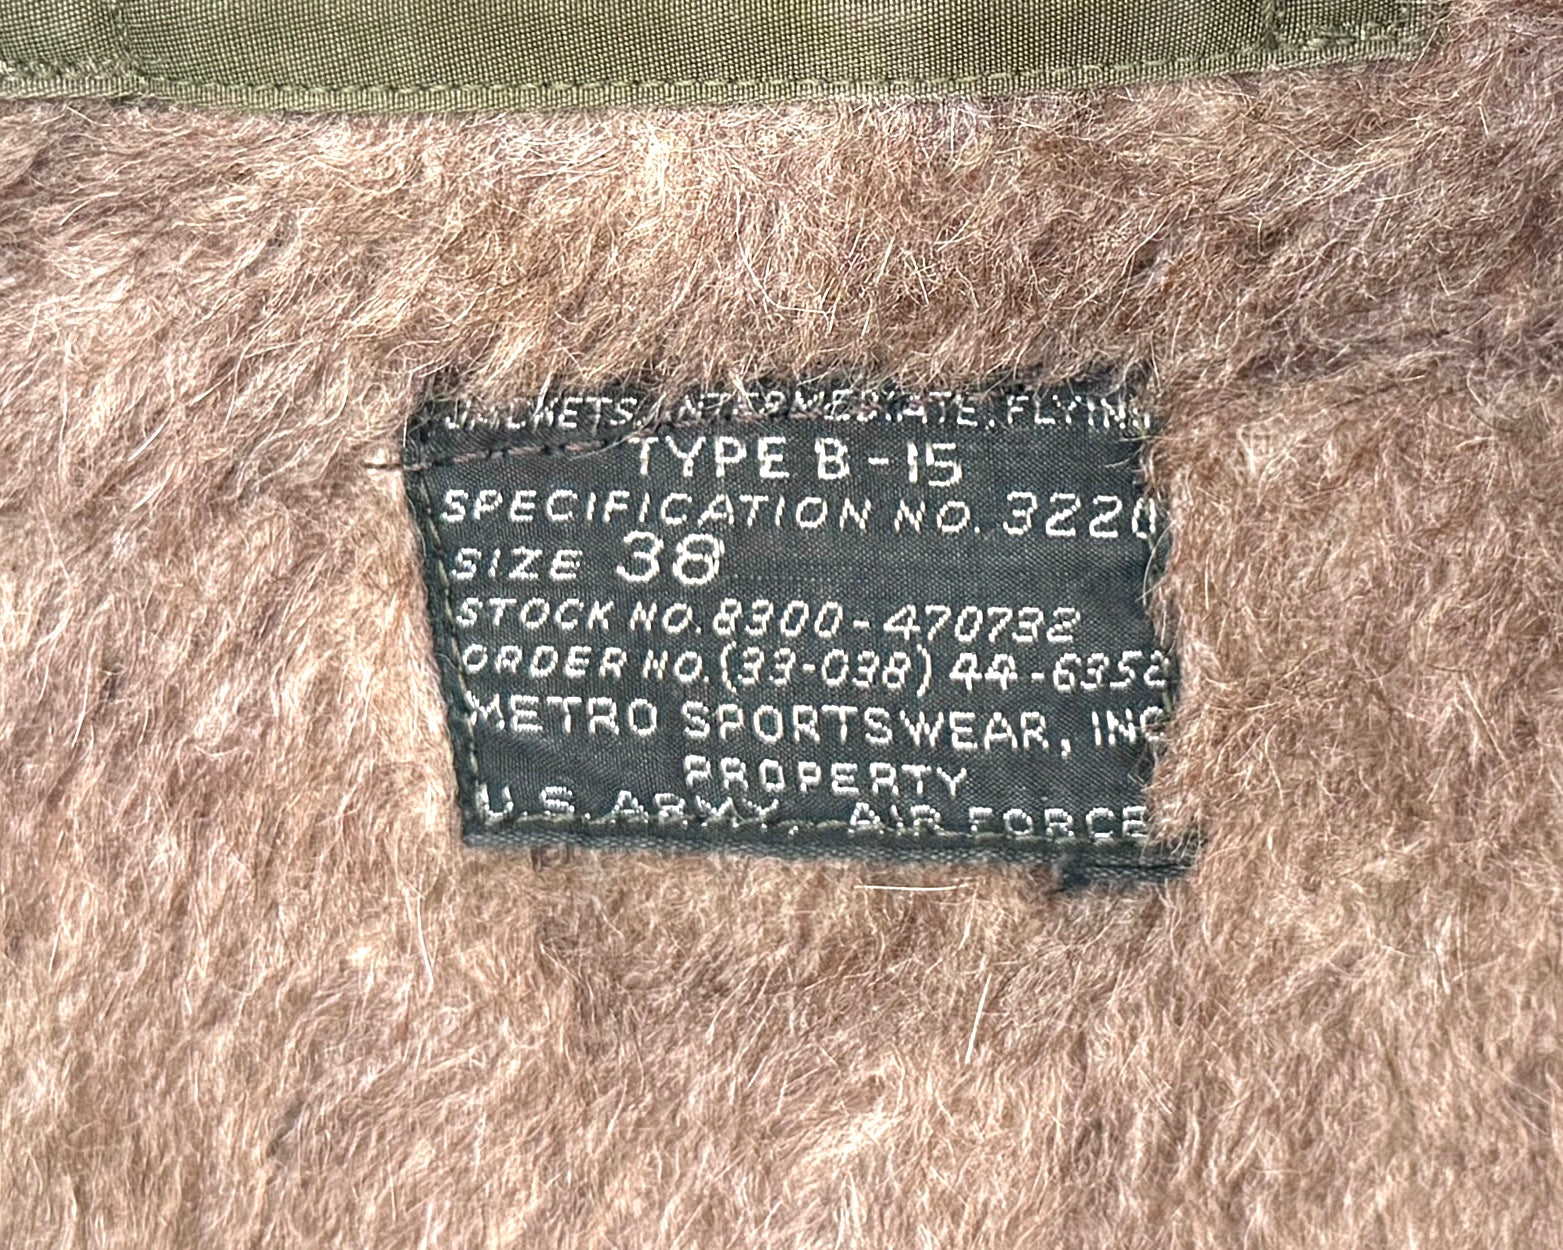 JACKETS, INTERMEDIATE, FLYING
TYPE B-15
SPECIFICATION NO. 3220
SIZE 38
STOCK NO. 8300-470732
ORDER NO. (33-038) 44-6352
METRO SPORTSWEAR, INC
PROPERTY
U.S. ARMY, AIR FORCE